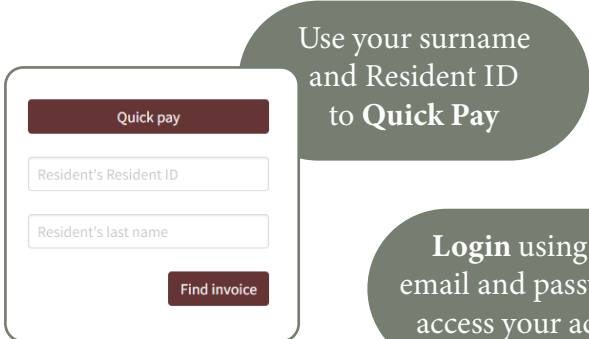 Use your surname
and Resident ID
to Quick Pay
Quick pay
Resident's Resident ID
Resident's last name
Find invoice
Login using
email and
access your